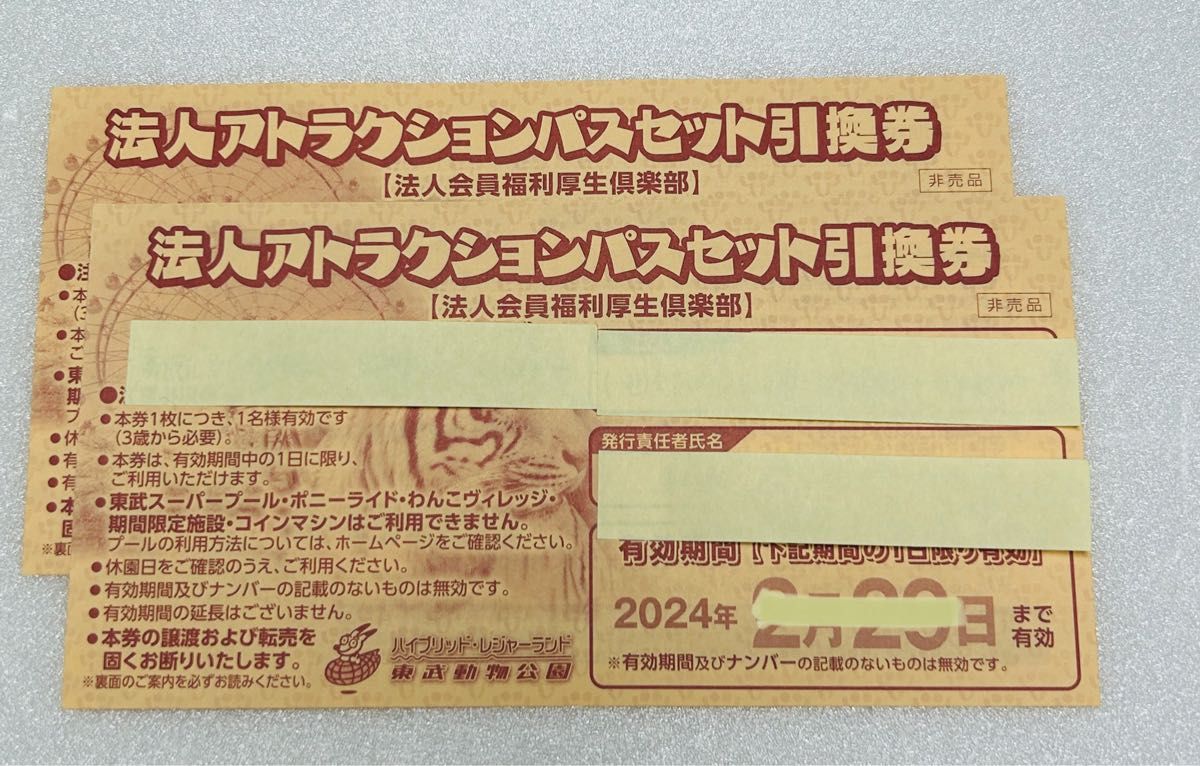 法人アトラクションパスセット引換券
【法人会員福利厚生倶楽部】
非売品
法人アトラクションパスセット引換券
【法人会員福利厚生倶楽部】
非売品
●本券1枚につき、1名様有効です
(3歳から必要)。
●本券は、有効期間中の1日に限り、
ご利用いただけます。
●東武スーパープール・ポニーライド・わんこヴィレッジ・
期間限定施設・コインマシンはご利用できません。
プールの利用方法については、ホームページをご確認ください。
●休園日をご確認のうえ、ご利用ください。
●有効期間及びナンバーの記載のないものは無効です。
●有効期間の延長はございません。
●本券の譲渡および転売を
固くお断りいたします。
※裏面のご案内を必ずお読みください。
ハイブリッド・レジャーランド
東武動物公園
発行責任者氏名
有効期間【下記期間の1日限り有効】
2024年 2月29日 まで
有効
※有効期間及びナンバーの記載のないものは無効です。